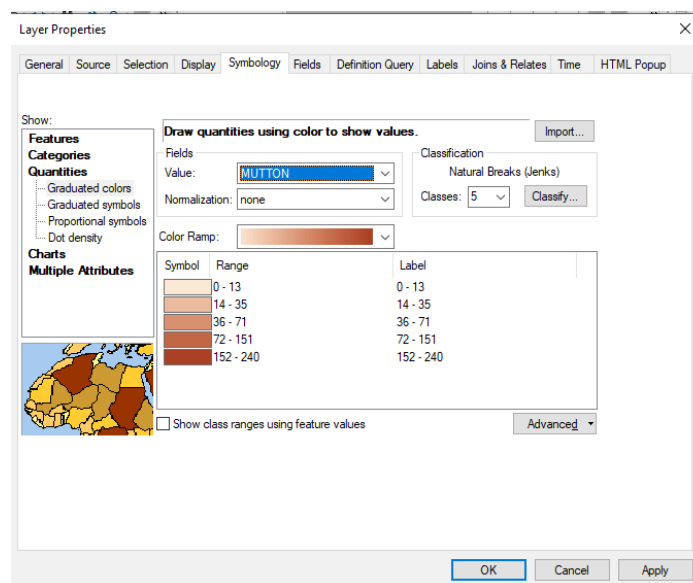 Layer Properties
General Source Selection Display Symbology Fields Definition Query Labels Joins & Relates Time HTML Popup
Show:
Features
Categories
Quantities
Graduated colors
Graduated symbols
Proportional symbols
Dot density
Charts
Multiple Attributes
Draw quantities using color to show values.
Import...
Fields
Value: MUTTON
Normalization: none
Classification
Natural Breaks (Jenks)
Classes: 5 Classify...
Color Ramp:
Symbol Range Label
0 - 13 0 - 13
14 - 35 14 - 35
36 - 71 36 - 71
72 - 151 72 - 151
152 - 240 152 - 240
Show class ranges using feature values
Advanced
OK Cancel Apply